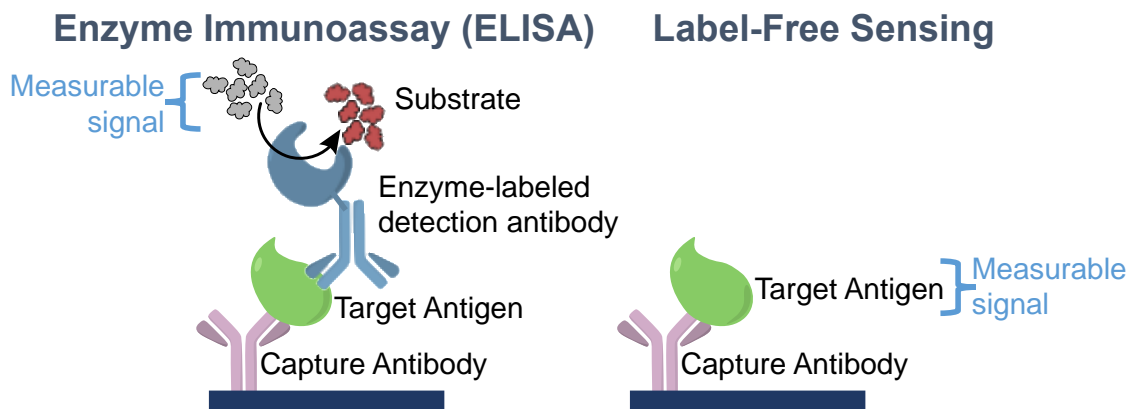 Enzyme Immunoassay (ELISA)
Measurable
signal
Substrate
Enzyme-labeled
detection antibody
Target Antigen
Capture Antibody
Label-Free Sensing
Target Antigen
Measurable
signal
Capture Antibody